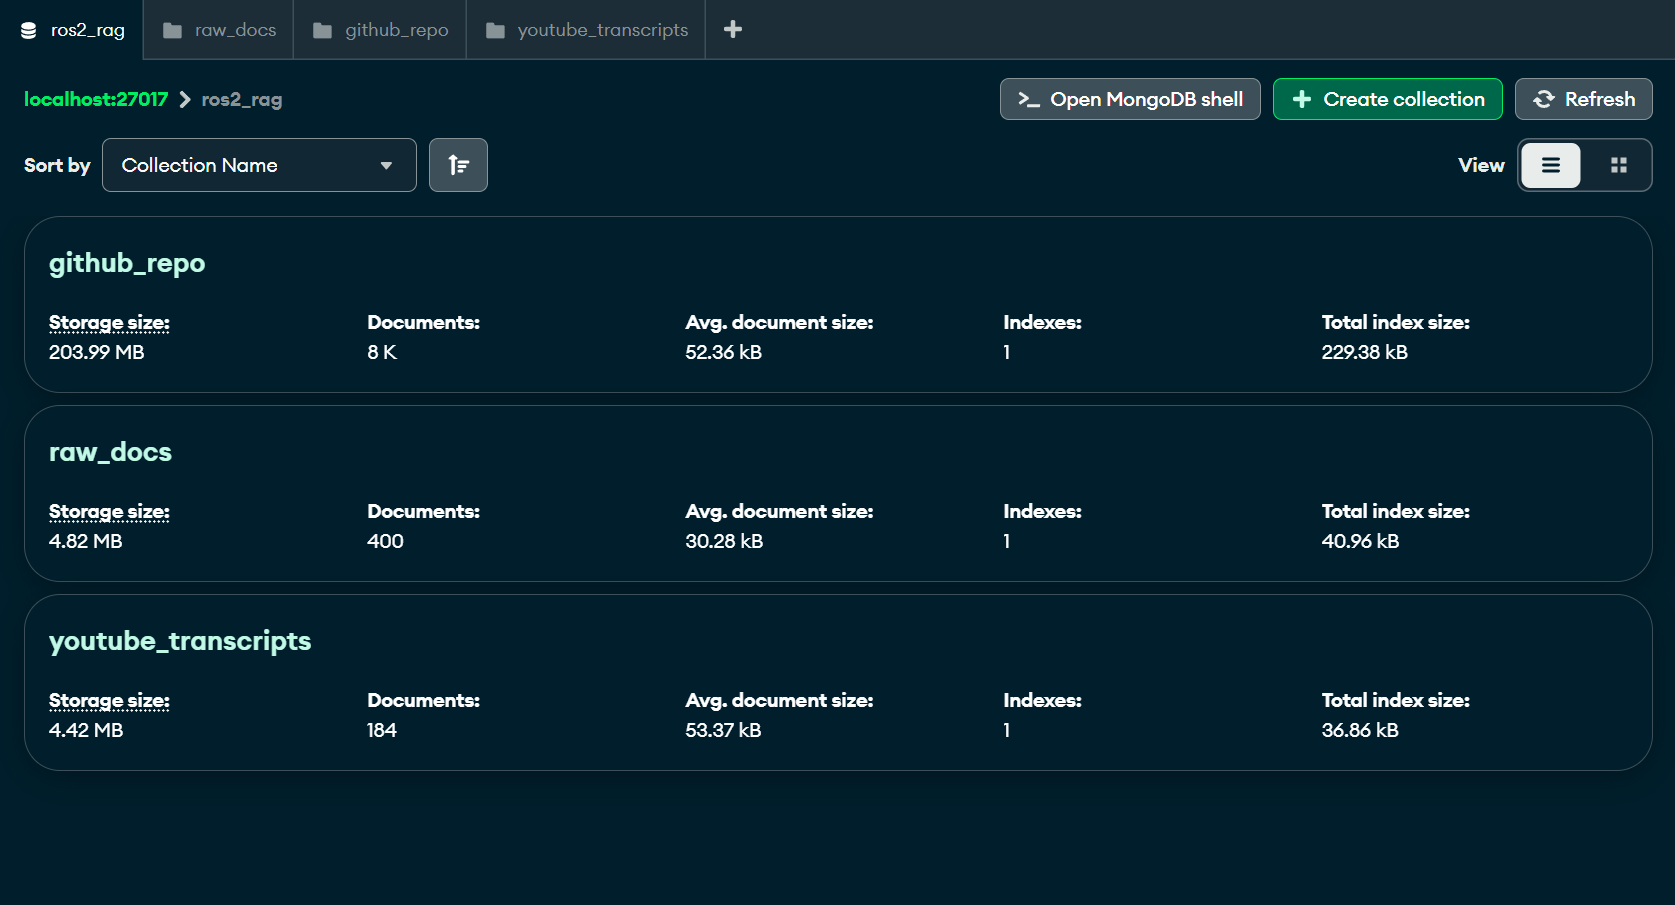 ros2_rag raw_docs github_repo youtube_transcripts
localhost:27017 ros2_rag Open MongoDB shell Create collection Refresh
Sort by Collection Name View
github_repo
Storage size: Documents: Avg. document size: Indexes: Total index size:
203.99 MB 8 K 52.36 kB 1 229.38 kB
raw_docs
Storage size: Documents: Avg. document size: Indexes: Total index size:
4.82 MB 400 30.28 kB 1 40.96 kB
youtube_transcripts
Storage size: Documents: Avg. document size: Indexes: Total index size:
4.42 MB 184 53.37 kB 1 36.86 kB